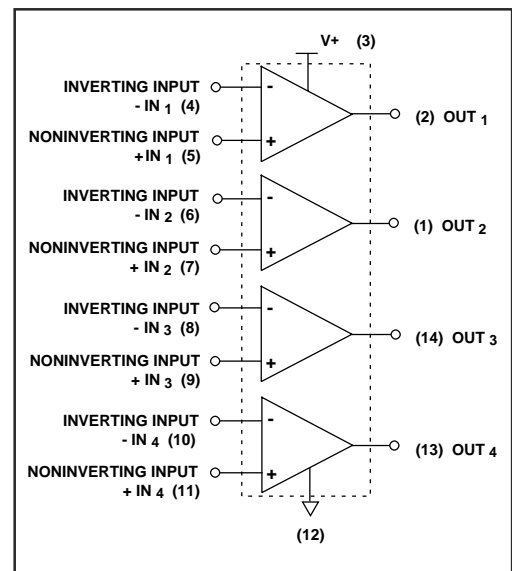 V+ (3)
INVERTING INPUT
- IN 1 (4)
-
(2) OUT 1
NONINVERTING INPUT
+IN 1 (5)
+
INVERTING INPUT
- IN 2 (6)
-
(1) OUT 2
NONINVERTING INPUT
+ IN 2 (7)
+
INVERTING INPUT
- IN 3 (8)
-
(14) OUT 3
NONINVERTING INPUT
+ IN 3 (9)
+
INVERTING INPUT
- IN 4 (10)
-
(13) OUT 4
NONINVERTING INPUT
+ IN 4 (11)
+
(12)